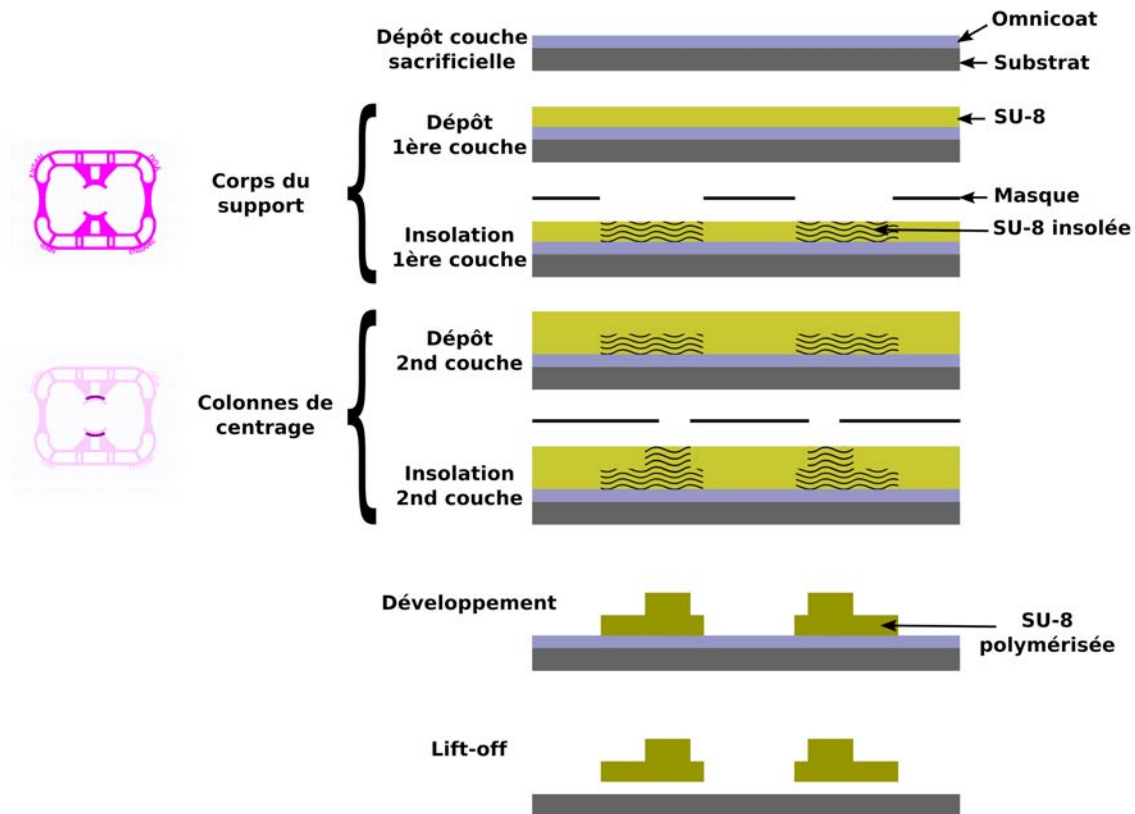 Omnicoat
Dépôt couche
sacrificielle
Substrat
Dépôt
1ère couche
SU-8
Corps du
support
Masque
Insolation
1ère couche
SU-8 insolée
Dépôt
2nd couche
Colonnes de
centrage
Insolation
2nd couche
Développement
SU-8
polymérisée
Lift-off